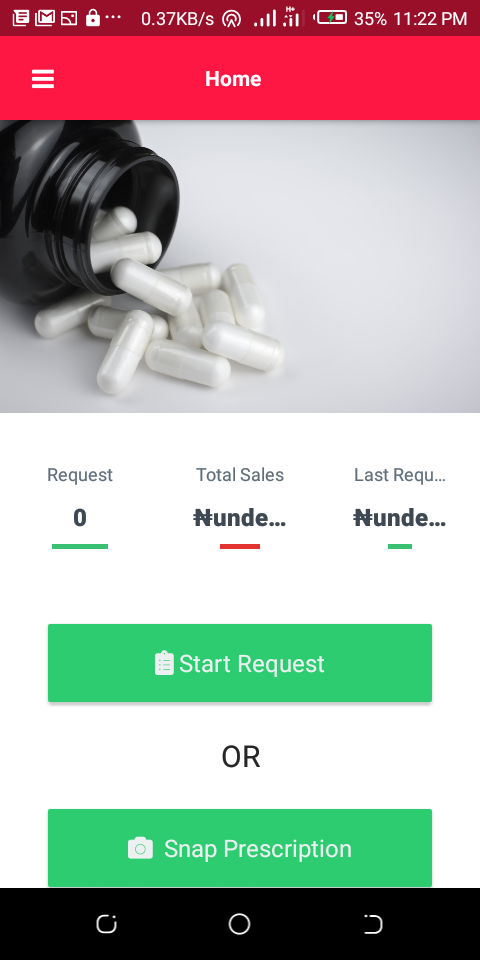 0.37KB/s H+ 35% 11:22 PM
Home
Request Total Sales Last Requ...
0 ₦unde... ₦unde...
Start Request
OR
Snap Prescription